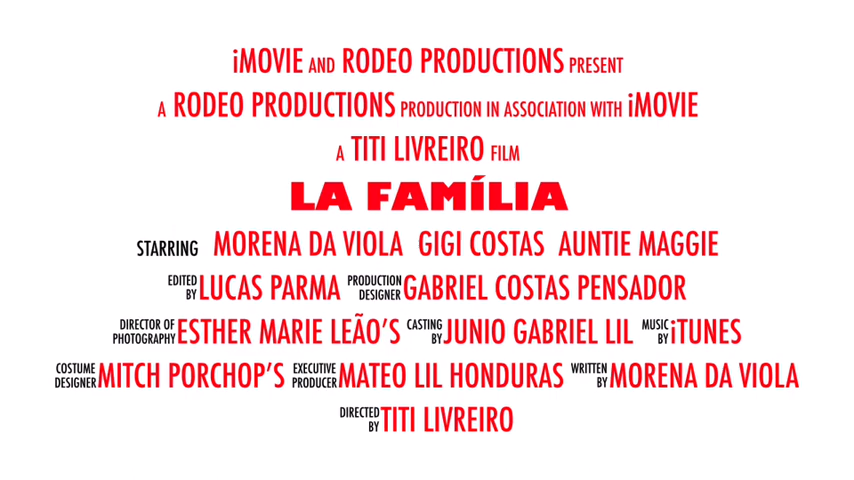 iMOVIE AND RODEO PRODUCTIONS PRESENT
A RODEO PRODUCTIONS PRODUCTION IN ASSOCIATION WITH iMOVIE
A TITI LIVREIRO FILM
LA FAMÍLIA
STARRING MORENA DA VIOLA GIGI COSTAS AUNTIE MAGGIE
EDITED BY LUCAS PARMA PRODUCTION DESIGNER GABRIEL COSTAS PENSADOR
DIRECTOR OF PHOTOGRAPHY ESTHER MARIE LEÃO'S CASTING BY JUNIO GABRIEL LIL MUSIC BY iTUNES
COSTUME DESIGNER MITCH PORCHOP'S EXECUTIVE PRODUCER MATEO LIL HONDURAS WRITTEN BY MORENA DA VIOLA
DIRECTED BY TITI LIVREIRO